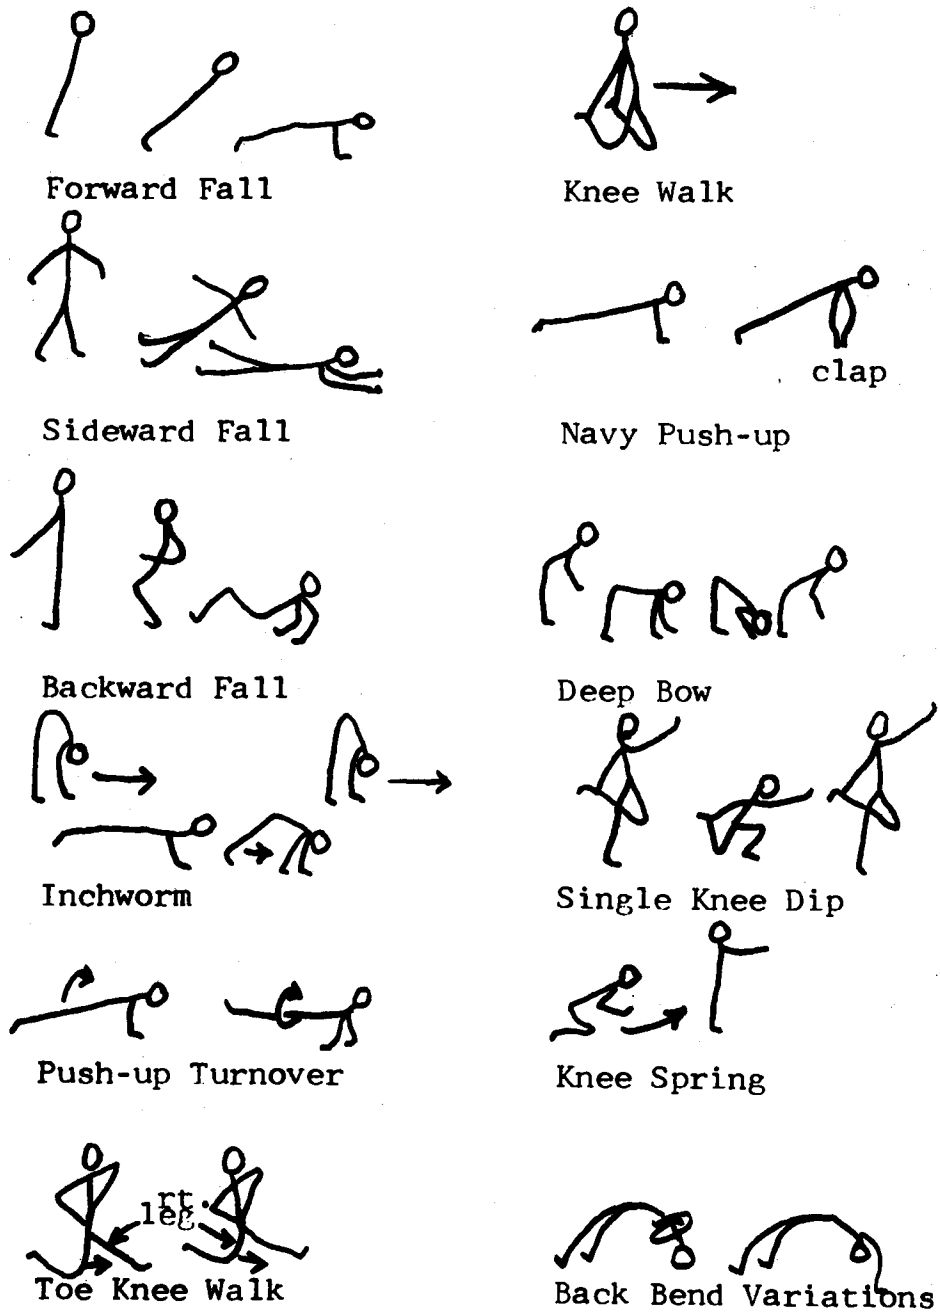 Forward Fall
Knee Walk
clap
Sideward Fall
Navy Push-up
Backward Fall
Deep Bow
Inchworm
Single Knee Dip
Push-up Turnover
Knee Spring
rt.
leg
Toe Knee Walk
Back Bend Variations